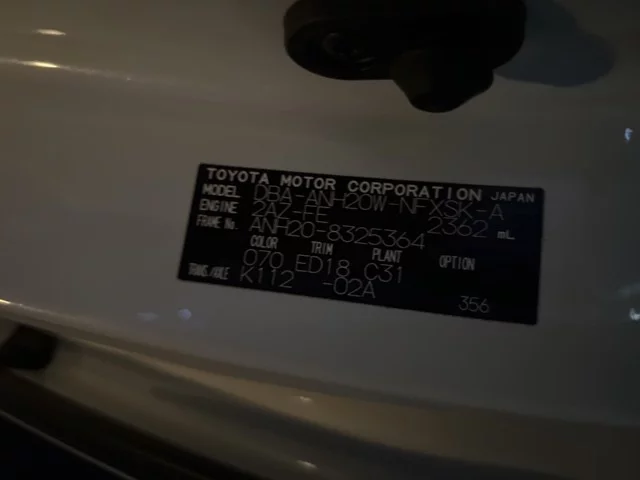 TOYOTA MOTOR CORPORATION JAPAN
MODEL DBA-ANH20W-NFXSK-A
ENGINE 2AZ-FE 2362 mL
FRAME No. ANH20-8325364
COLOR TRIM PLANT OPTION
070 ED18 C31
TRANS/AXLE K112 -02A
356